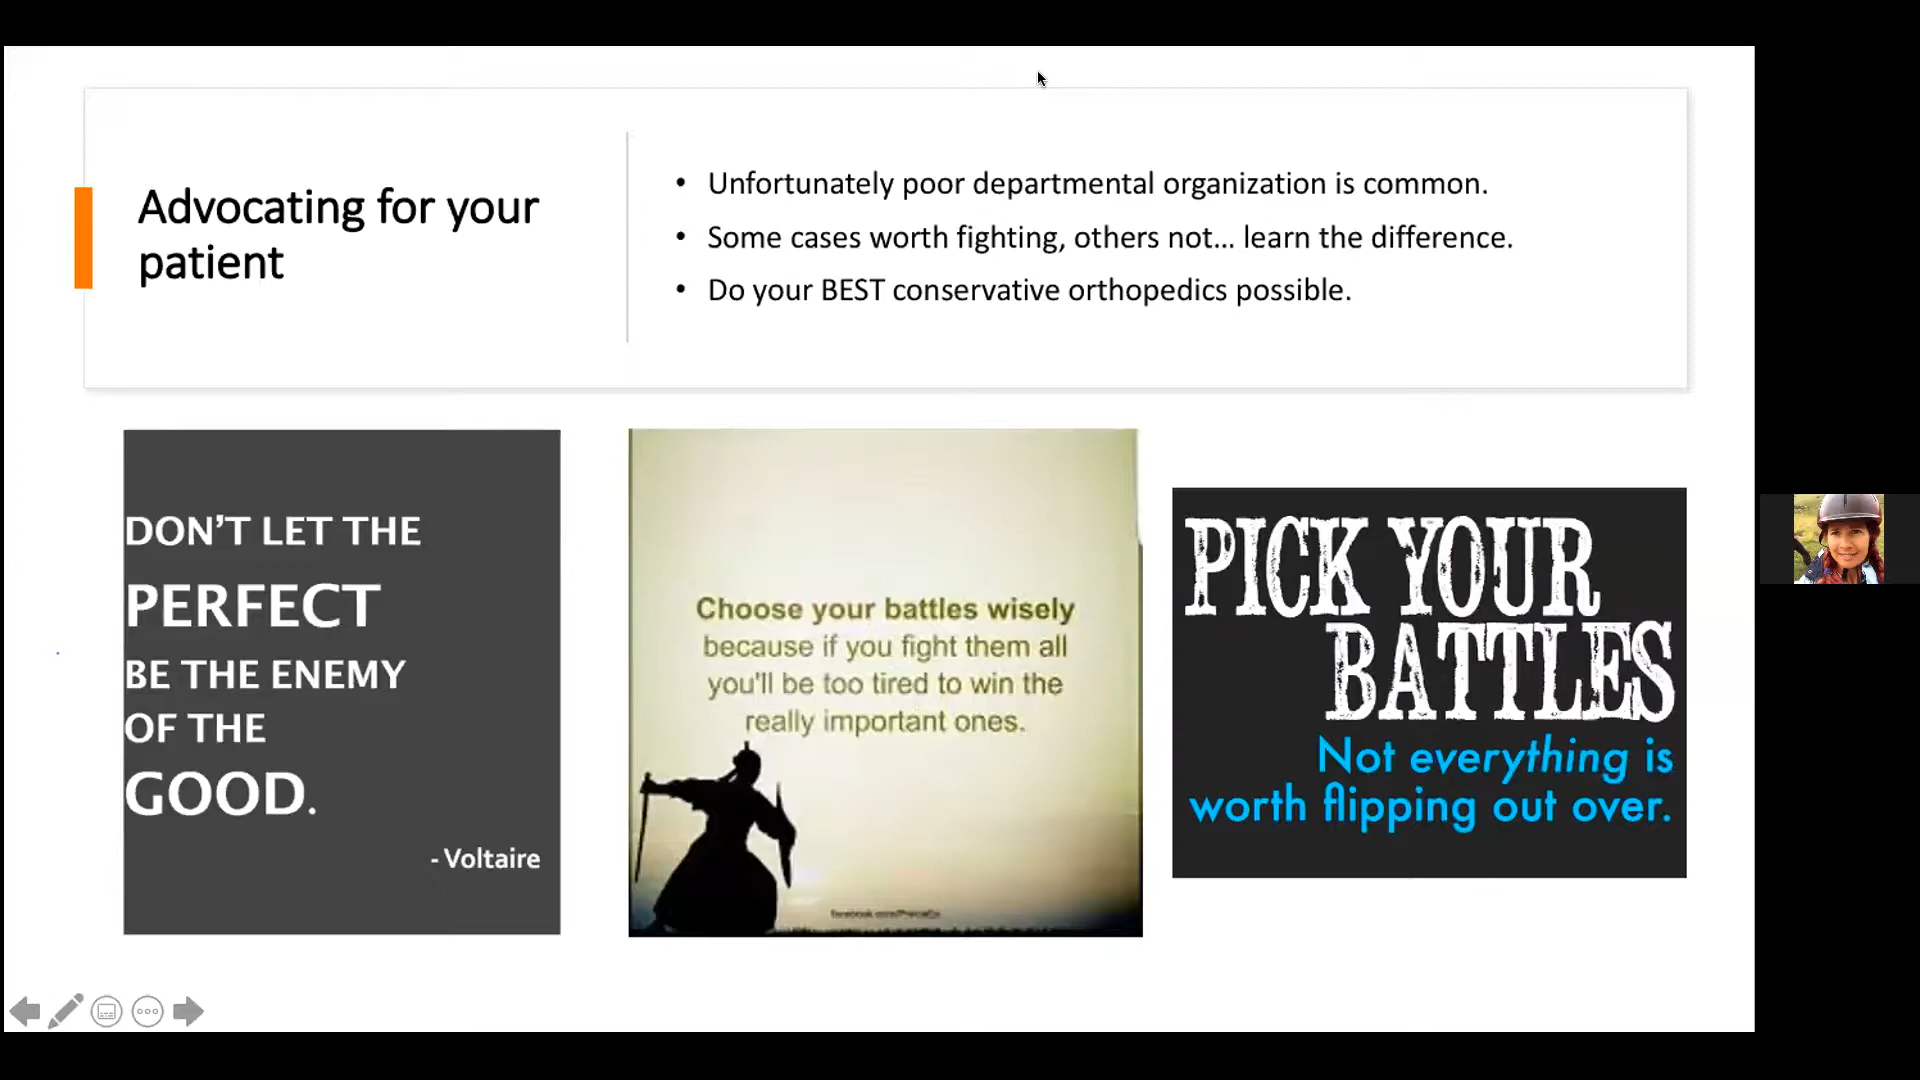 Advocating for your
patient
• Unfortunately poor departmental organization is common.
• Some cases worth fighting, others not... learn the difference.
• Do your BEST conservative orthopedics possible.
DON'T LET THE
PERFECT
BE THE ENEMY
OF THE
GOOD.
- Voltaire
Choose your battles wisely
because if you fight them all
you'll be too tired to win the
really important ones.
PICK YOUR
BATTLES
Not everything is
worth flipping out over.